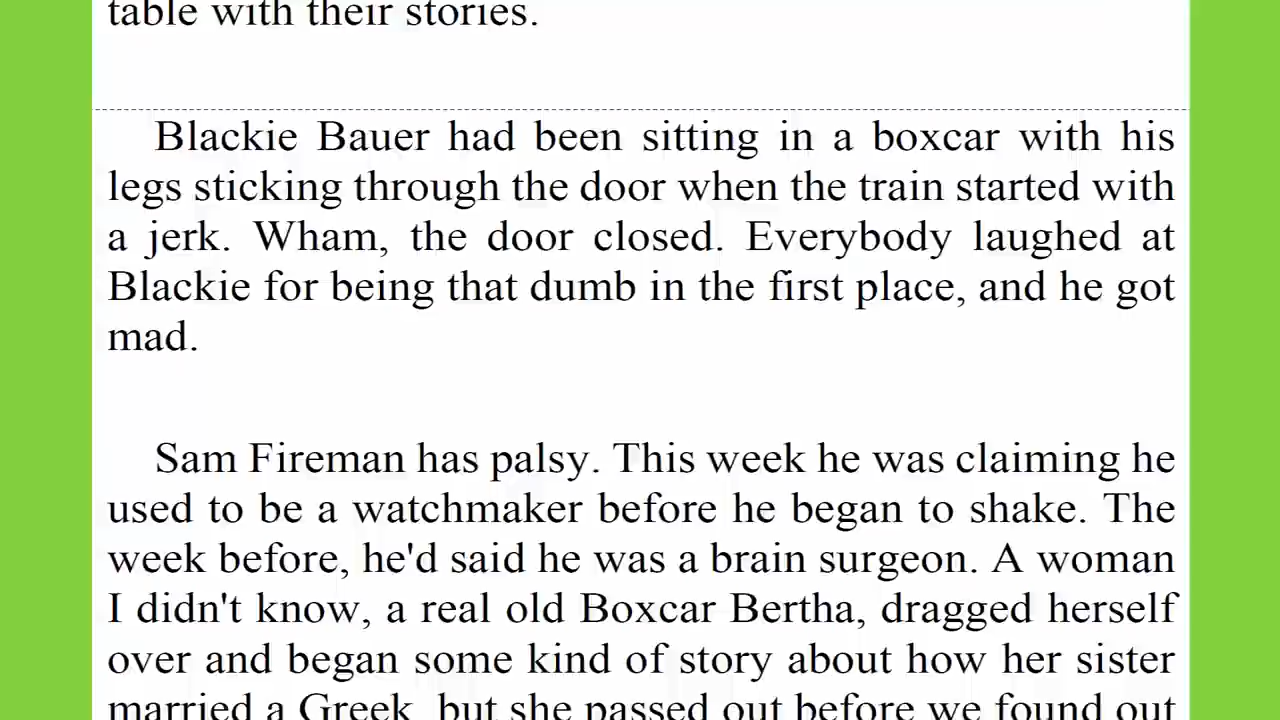 table with their stories.
Blackie Bauer had been sitting in a boxcar with his
legs sticking through the door when the train started with
a jerk. Wham, the door closed. Everybody laughed at
Blackie for being that dumb in the first place, and he got
mad.
Sam Fireman has palsy. This week he was claiming he
used to be a watchmaker before he began to shake. The
week before, he'd said he was a brain surgeon. A woman
I didn't know, a real old Boxcar Bertha, dragged herself
over and began some kind of story about how her sister
married a Greek, but she passed out before we found out